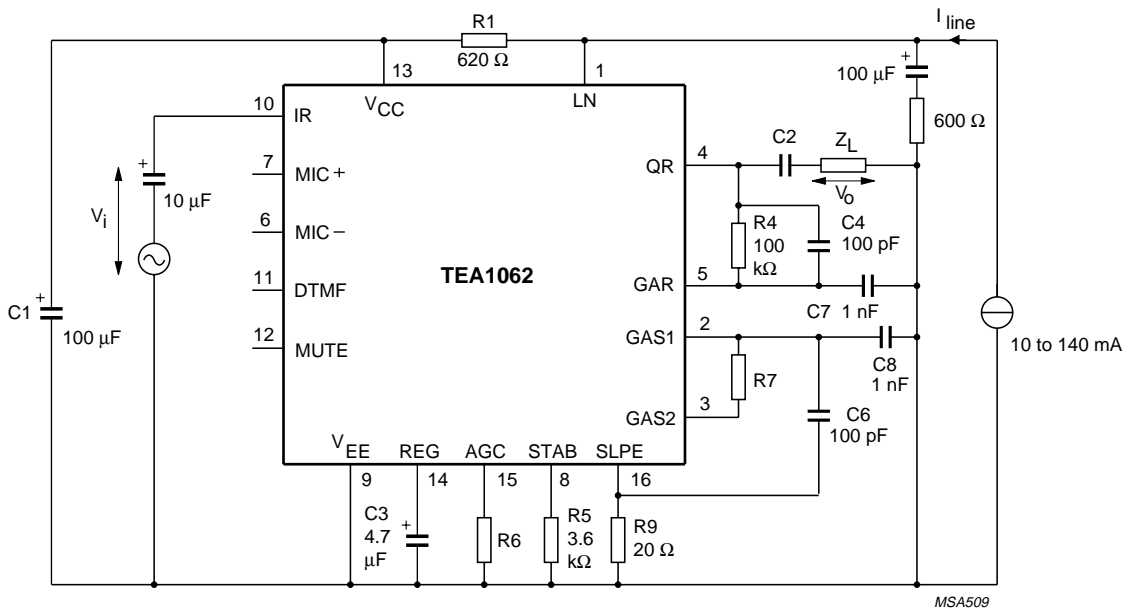 R1
620 Ω
I line
13
1
VCC
LN
100 μF
+
600 Ω
10
IR
C2
ZL
4
QR
Vo
7
MIC+
+
10 μF
Vi
6
MIC−
R4
100
kΩ
C4
100 pF
TEA1062
11
DTMF
5
GAR
C7
1 nF
C1
+
100 μF
12
MUTE
2
GAS1
C8
1 nF
10 to 140 mA
R7
3
GAS2
C6
100 pF
VEE
REG
AGC
STAB
SLPE
9
14
15
8
16
C3
4.7
μF
+
R6
R5
3.6
kΩ
R9
20 Ω
MSA509